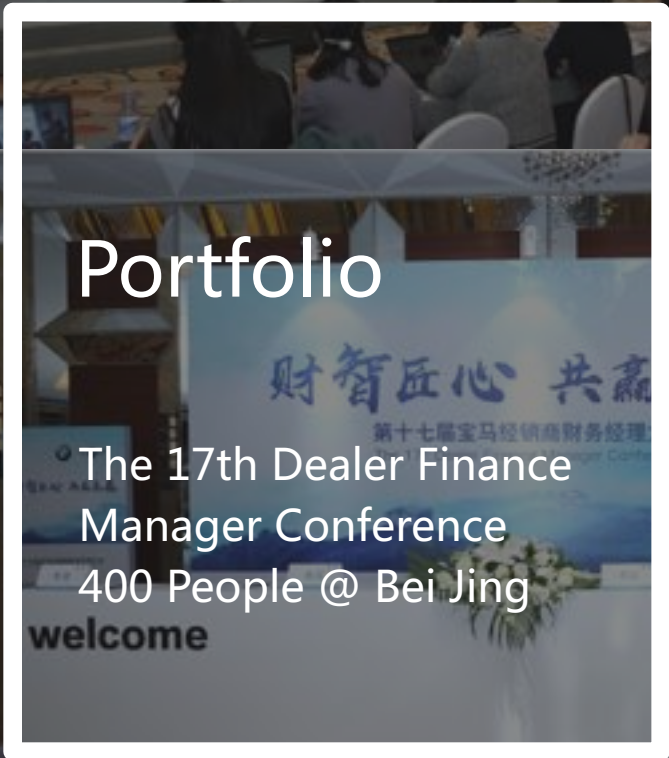 Portfolio
财智匠心 共赢
第十七届宝马经销商财务经理
The 17th Dealer Finance
Manager Conference
400 People @ Bei Jing
welcome